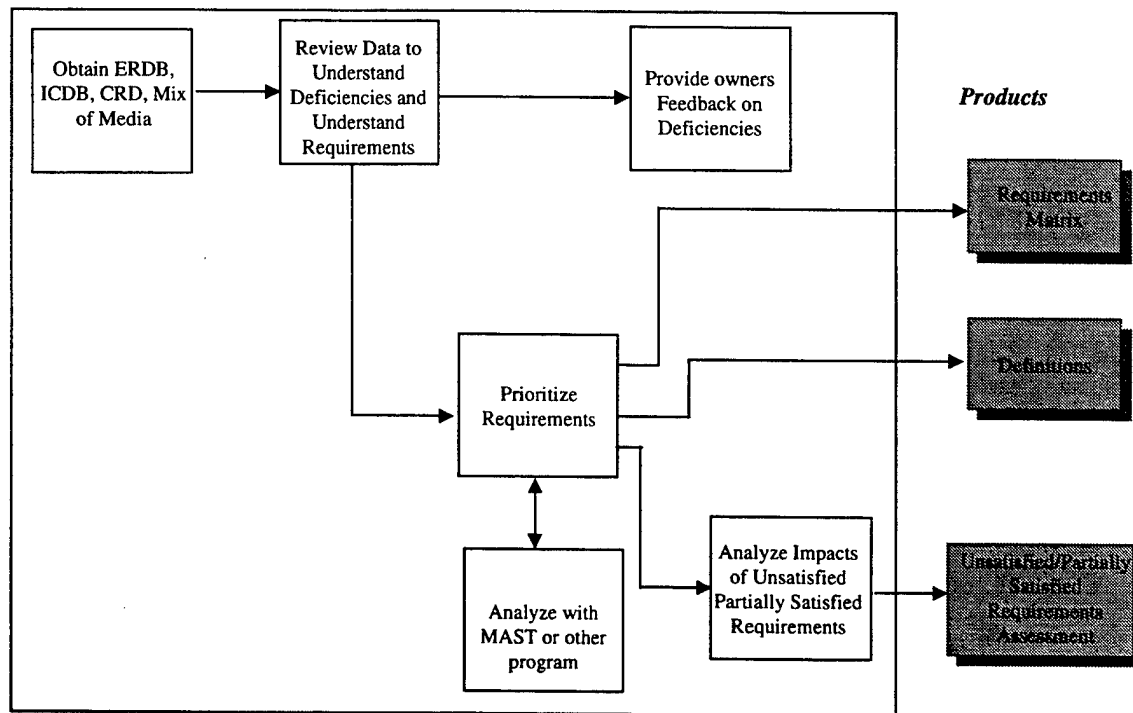 Obtain ERDB,
ICDB, CRD, Mix
of Media
Review Data to
Understand
Deficiencies and
Understand
Requirements
Provide owners
Feedback on
Deficiencies
Products
Requirements
Matrix
Definitions
Prioritize
Requirements
Analyze with
MAST or other
program
Analyze Impacts
of Unsatisfied
Partially Satisfied
Requirements
Unsatisfied/Partially
Satisfied
Requirements
Assessment